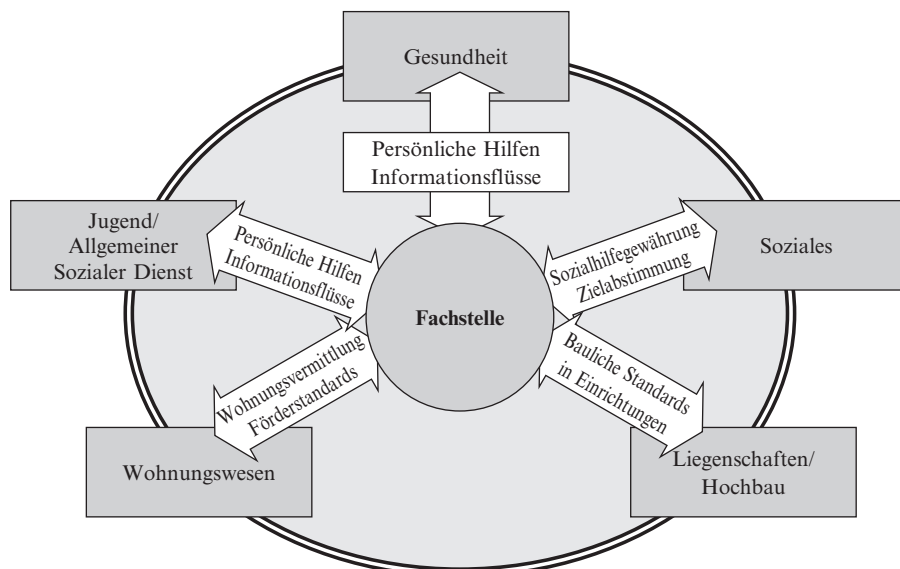 Gesundheit
Persönliche Hilfen
Informationsflüsse
Jugend/
Allgemeiner
Sozialer Dienst
Persönliche Hilfen
Informationsflüsse
Sozialhilfegewährung
Zielabstimmung
Soziales
Fachstelle
Wohnungsvermittlung
Förderstandards
Bauliche Standards
in Einrichtungen
Wohnungswesen
Liegenschaften/
Hochbau